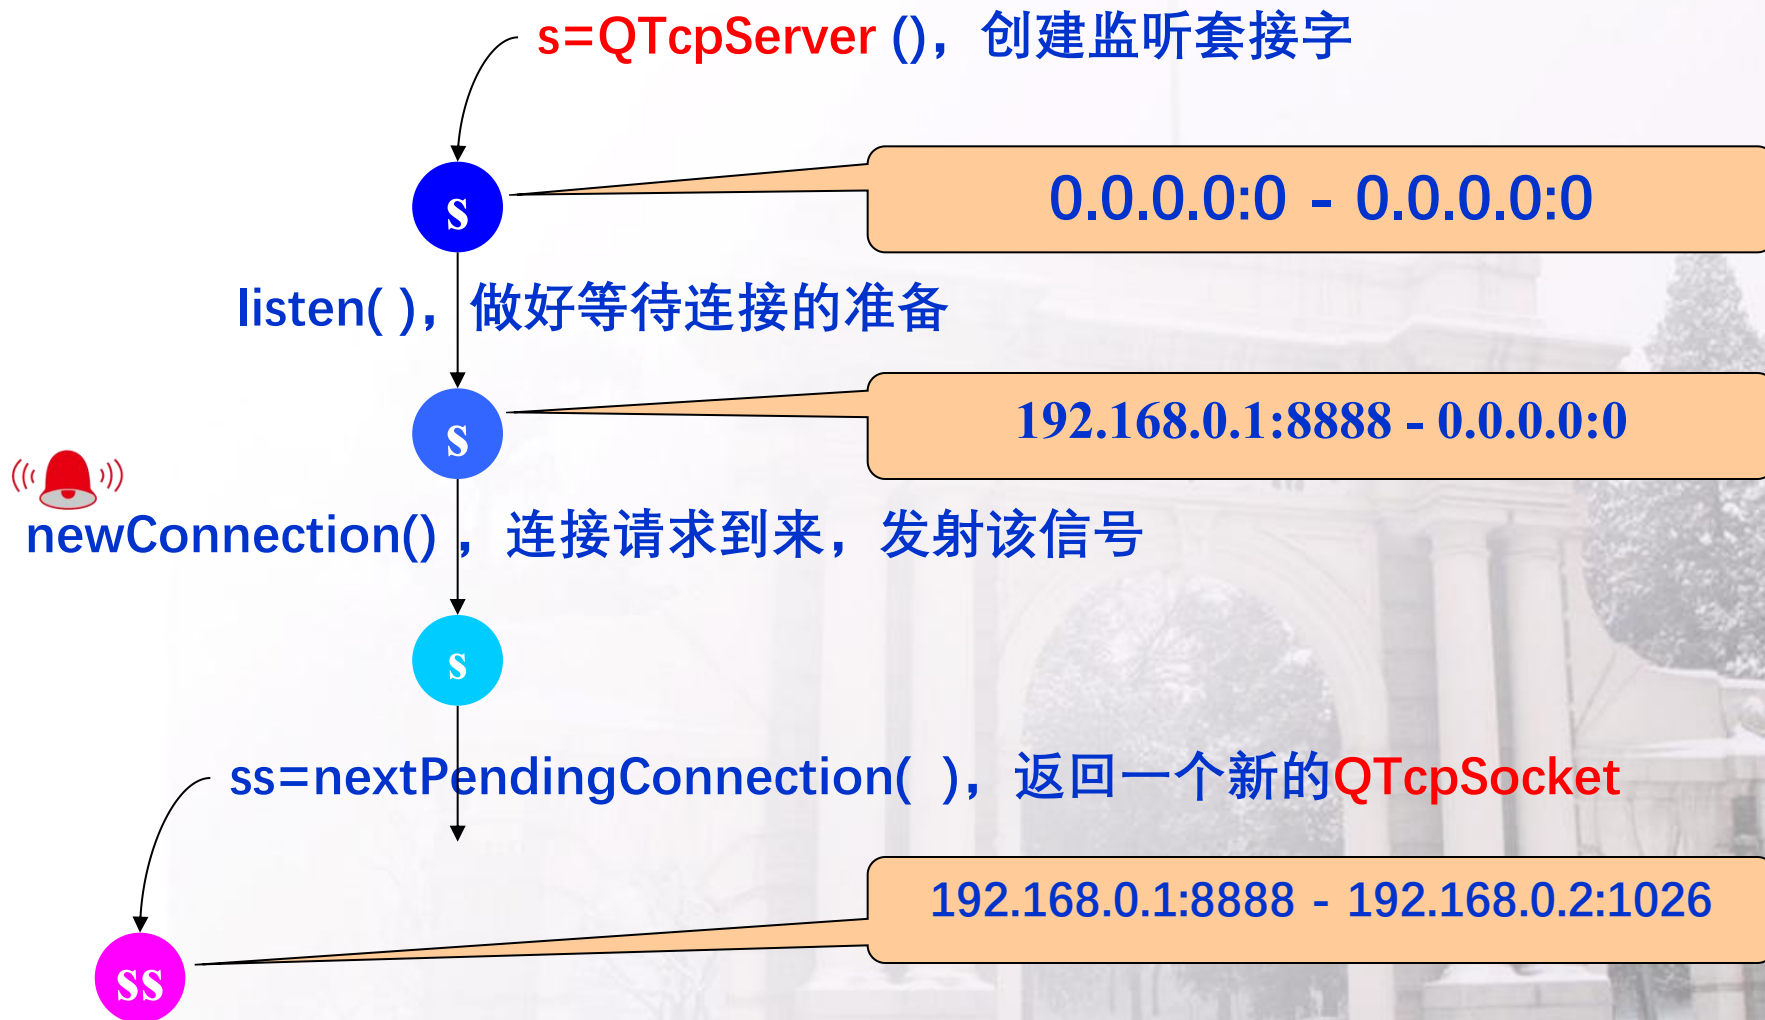 s=QTcpServer ()，创建监听套接字
s
0.0.0.0:0 - 0.0.0.0:0
listen( )，做好等待连接的准备
s
192.168.0.1:8888 - 0.0.0.0:0
newConnection() ，连接请求到来，发射该信号
s
ss=nextPendingConnection( )，返回一个新的QTcpSocket
192.168.0.1:8888 - 192.168.0.2:1026
ss